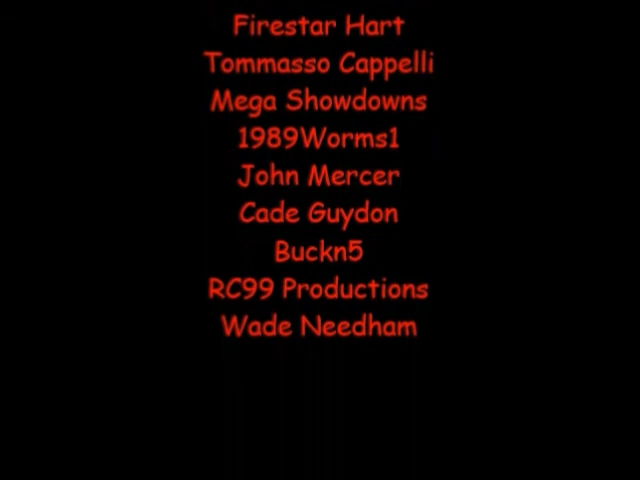 Firestar Hart
Tommasso Cappelli
Mega Showdowns
1989Worms1
John Mercer
Cade Guydon
Buckn5
RC99 Productions
Wade Needham